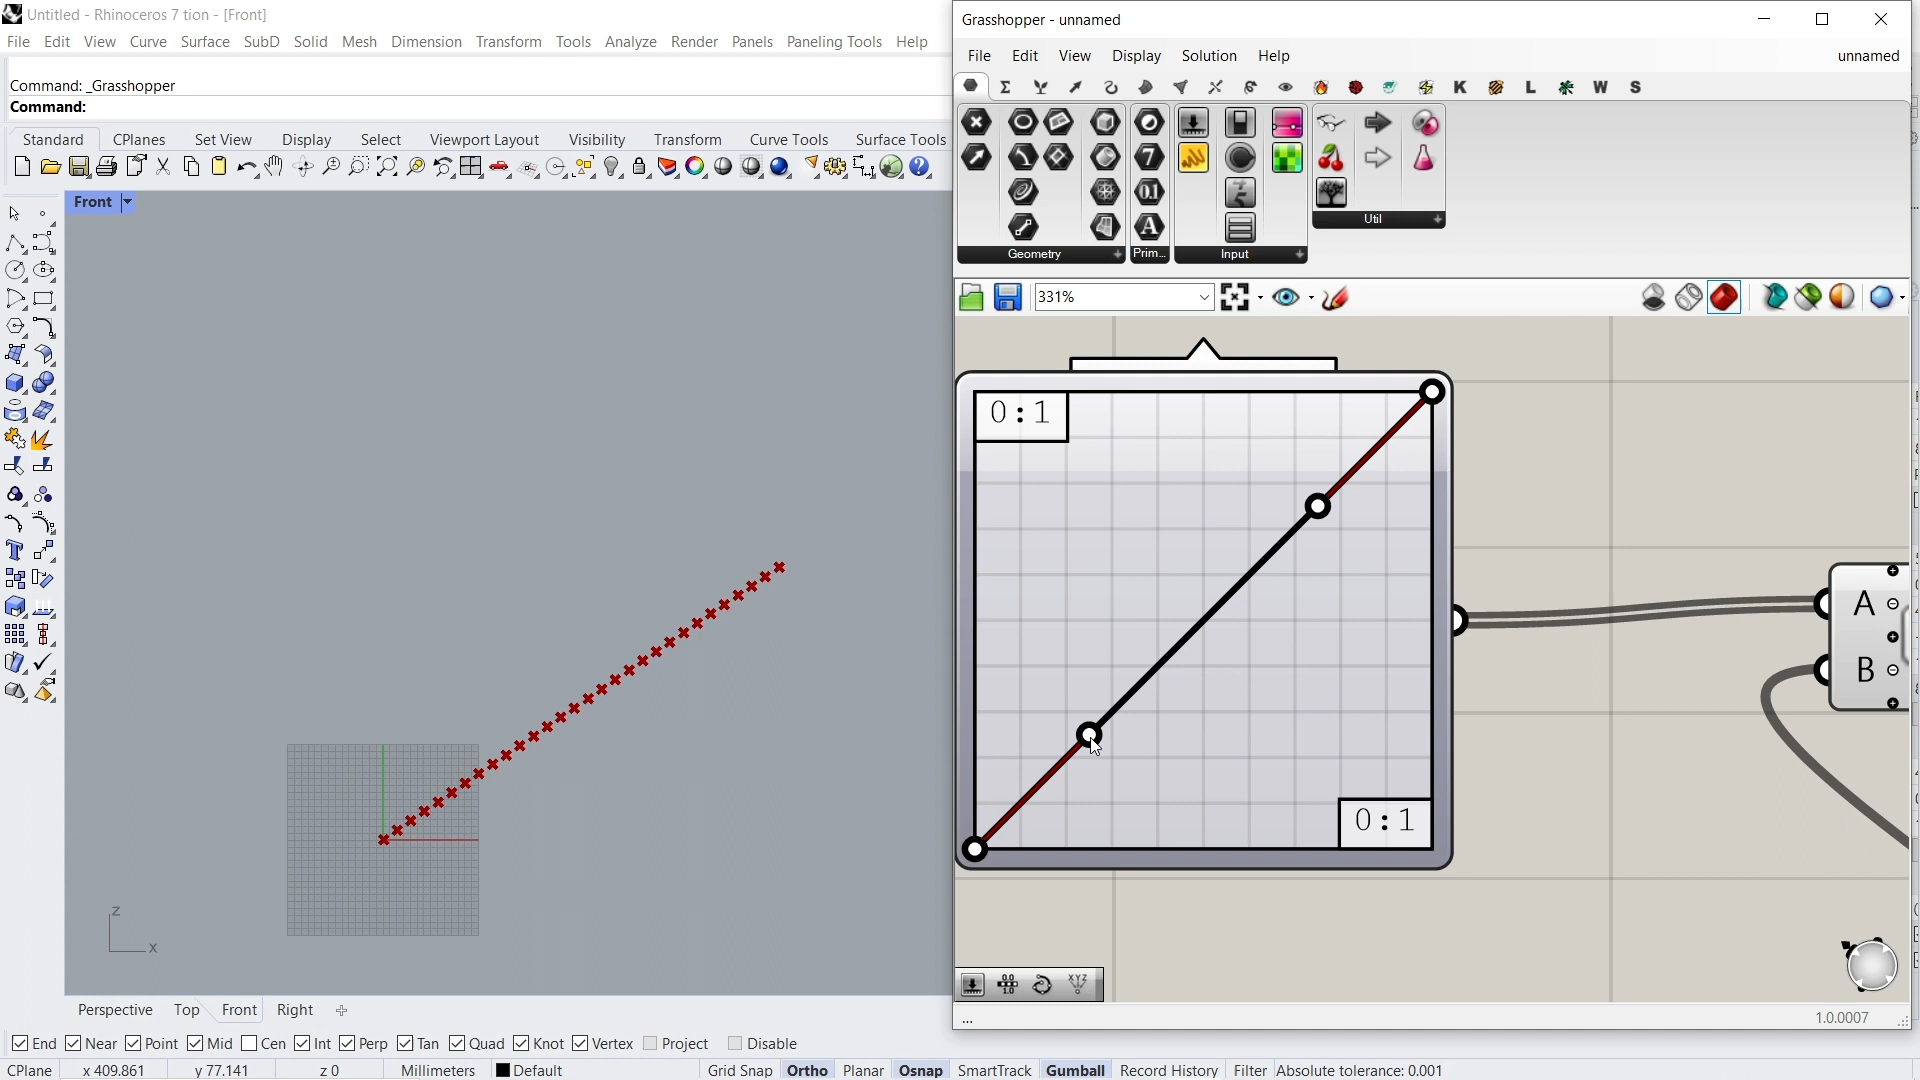 Untitled - Rhinoceros 7 tion - [Front]
File Edit View Curve Surface SubD Solid Mesh Dimension Transform Tools Analyze Render Panels Paneling Tools Help
Command: _Grasshopper
Command:
Standard CPlanes Set View Display Select Viewport Layout Visibility Transform Curve Tools Surface Tools
Front
z
x
Perspective Top Front Right
End Near Point Mid Cen Int Perp Tan Quad Knot Vertex Project Disable
CPlane x 409.861 y 77.141 z 0 Millimeters Default Grid Snap Ortho Planar Osnap SmartTrack Gumball Record History Filter Absolute tolerance: 0.001
Grasshopper - unnamed
File Edit View Display Solution Help unnamed
K L W S
Geometry Prim... Input Util
331%
0 : 1
0 : 1
A
B
... 1.0.0007